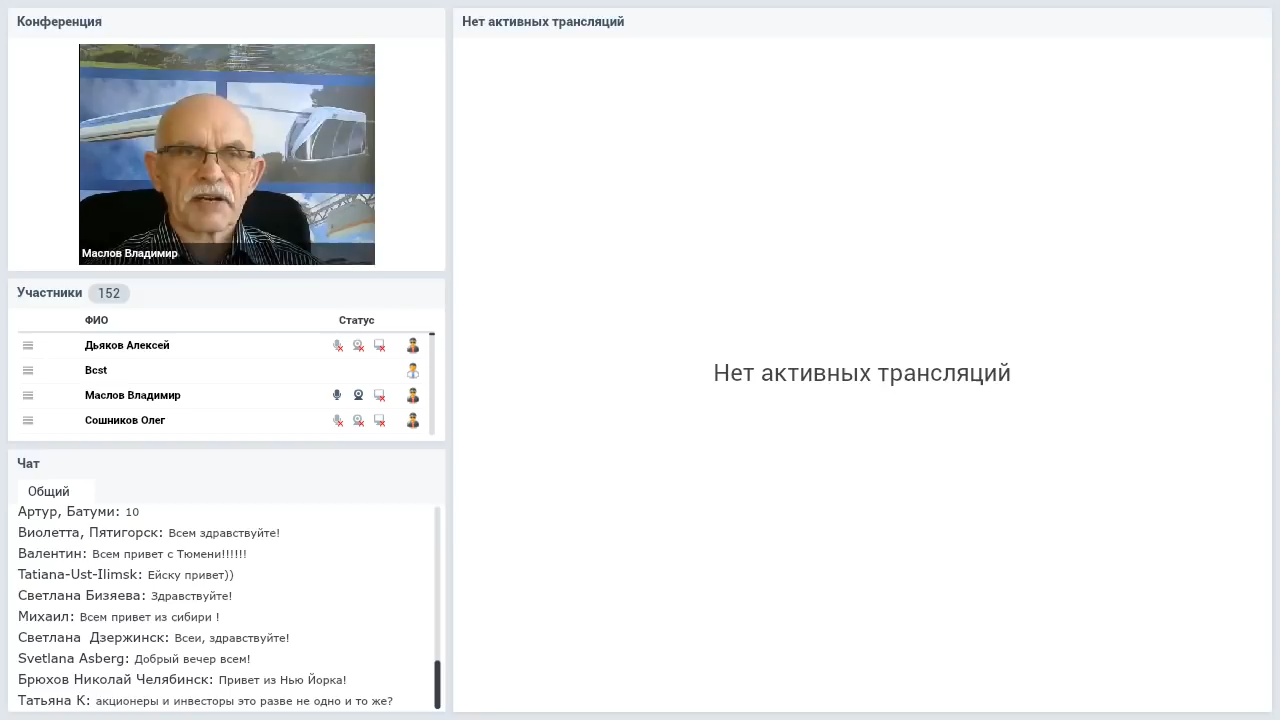 Конференция
Маслов Владимир
Участники 152
ФИО Статус
Дьяков Алексей
Bcst
Маслов Владимир
Сошников Олег
Чат
Общий
Артур, Батуми: 10
Виолетта, Пятигорск: Всем здравствуйте!
Валентин: Всем привет с Тюмени!!!!!!
Tatiana-Ust-Ilimsk: Ейску привет))
Светлана Бизяева: Здравствуйте!
Михаил: Всем привет из сибири !
Светлана  Дзержинск: Всеи, здравствуйте!
Svetlana Asberg: Добрый вечер всем!
Брюхов Николай Челябинск: Привет из Нью Йорка!
Татьяна К: акционеры и инвесторы это разве не одно и то же?
Нет активных трансляций
Нет активных трансляций